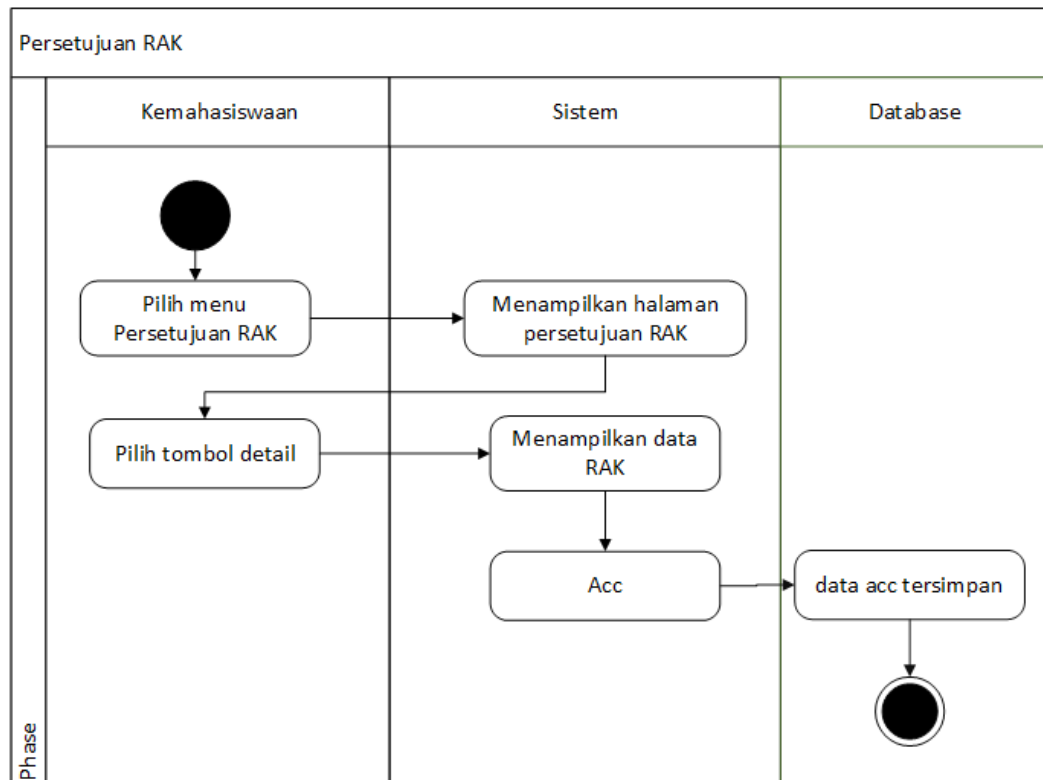 Persetujuan RAK
Kemahasiswaan
Sistem
Database
Pilih menu
Persetujuan RAK
Menampilkan halaman
persetujuan RAK
Pilih tombol detail
Menampilkan data
RAK
Acc
data acc tersimpan
Phase